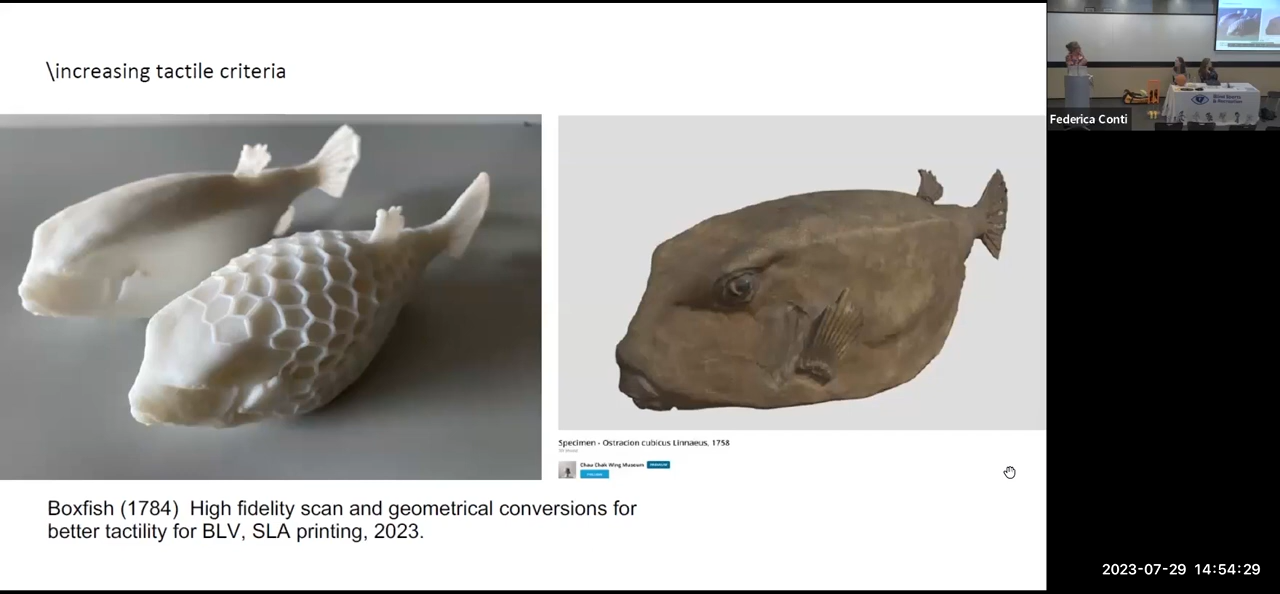 \increasing tactile criteria
Federica Conti
Specimen - Ostracion cubicus Linnaeus, 1758
Chau Chak Wing Museum
Boxfish (1784)  High fidelity scan and geometrical conversions for
better tactility for BLV, SLA printing, 2023.
2023-07-29 14:54:29